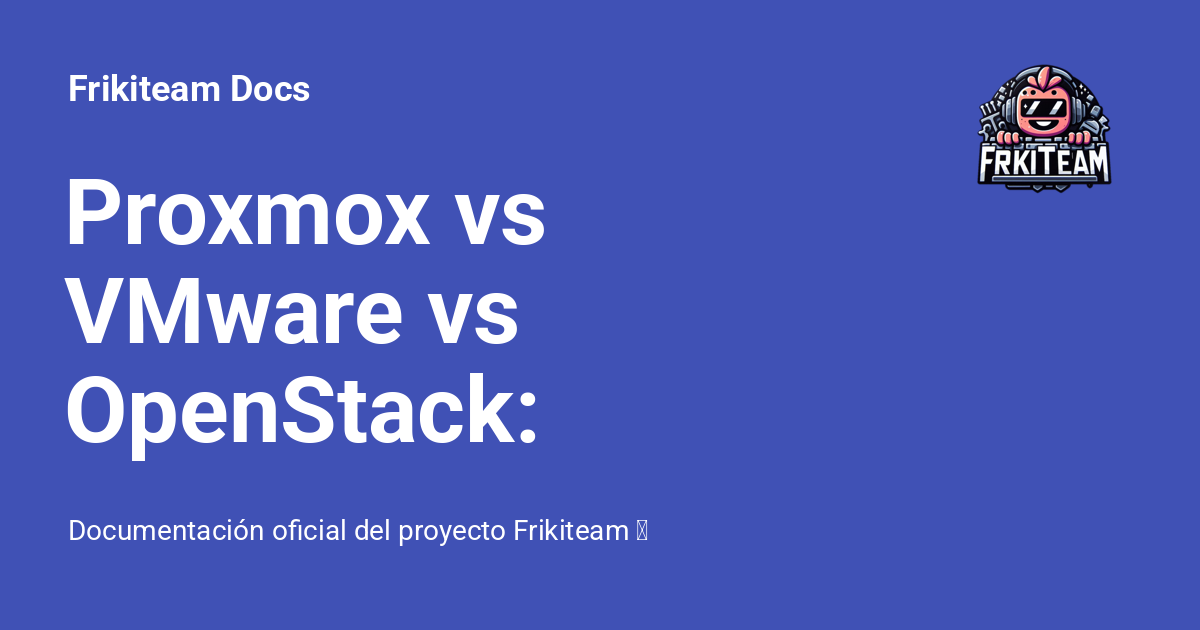 Frikiteam Docs
FRKITEAM
Proxmox vs
VMware vs
OpenStack:
Documentación oficial del proyecto Frikiteam